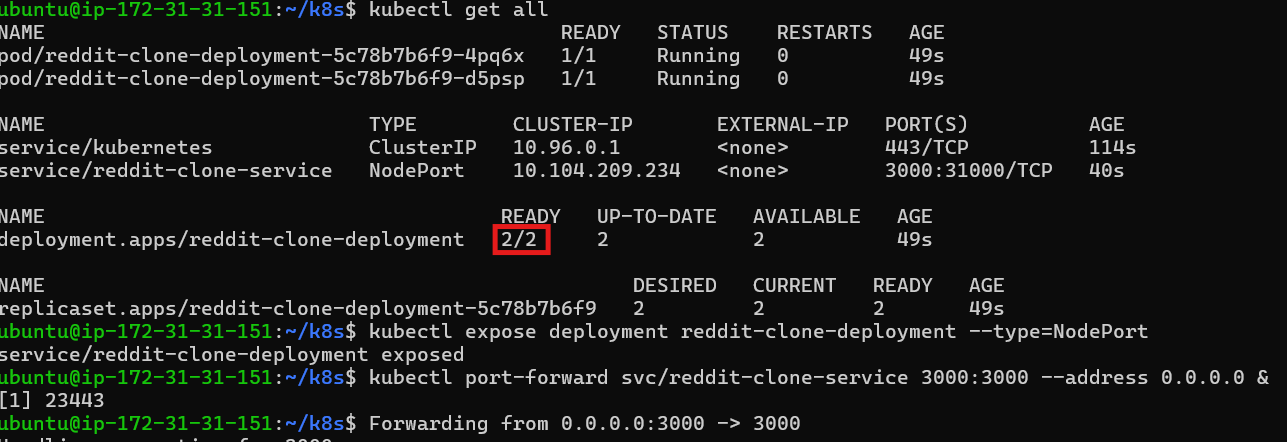 ubuntu@ip-172-31-31-151:~/k8s$ kubectl get all
NAME READY STATUS RESTARTS AGE
pod/reddit-clone-deployment-5c78b7b6f9-4pq6x 1/1 Running 0 49s
pod/reddit-clone-deployment-5c78b7b6f9-d5psp 1/1 Running 0 49s
NAME TYPE CLUSTER-IP EXTERNAL-IP PORT(S) AGE
service/kubernetes ClusterIP 10.96.0.1 <none> 443/TCP 114s
service/reddit-clone-service NodePort 10.104.209.234 <none> 3000:31000/TCP 40s
NAME READY UP-TO-DATE AVAILABLE AGE
deployment.apps/reddit-clone-deployment 2/2 2 2 49s
NAME DESIRED CURRENT READY AGE
replicaset.apps/reddit-clone-deployment-5c78b7b6f9 2 2 2 49s
ubuntu@ip-172-31-31-151:~/k8s$ kubectl expose deployment reddit-clone-deployment --type=NodePort
service/reddit-clone-deployment exposed
ubuntu@ip-172-31-31-151:~/k8s$ kubectl port-forward svc/reddit-clone-service 3000:3000 --address 0.0.0.0 &
[1] 23443
ubuntu@ip-172-31-31-151:~/k8s$ Forwarding from 0.0.0.0:3000 -> 3000